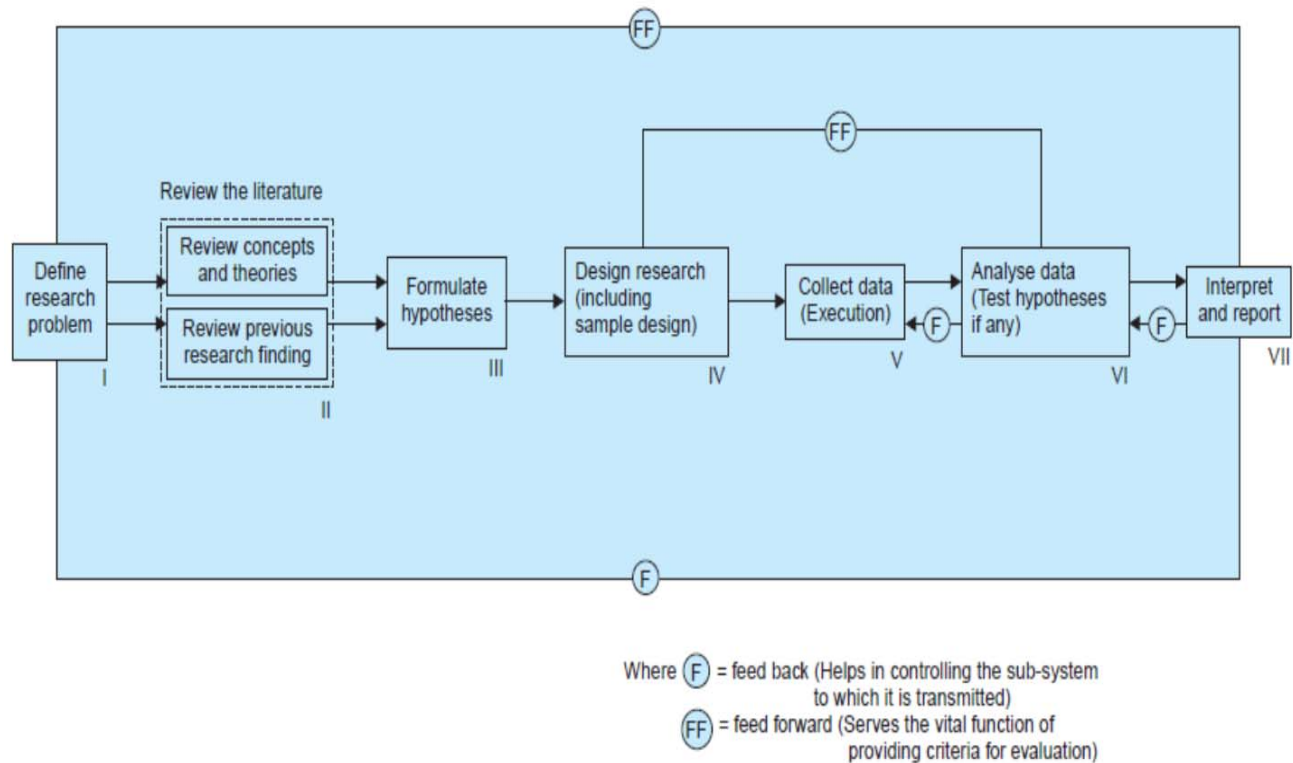 FF
FF
Review the literature
Review concepts
and theories
Review previous
research finding
II
Define
research
problem
I
Formulate
hypotheses
III
Design research
(including
sample design)
IV
Collect data
(Execution)
V
F
Analyse data
(Test hypotheses
if any)
VI
F
Interpret
and report
VII
F
Where F = feed back (Helps in controlling the sub-system
to which it is transmitted)
FF = feed forward (Serves the vital function of
providing criteria for evaluation)